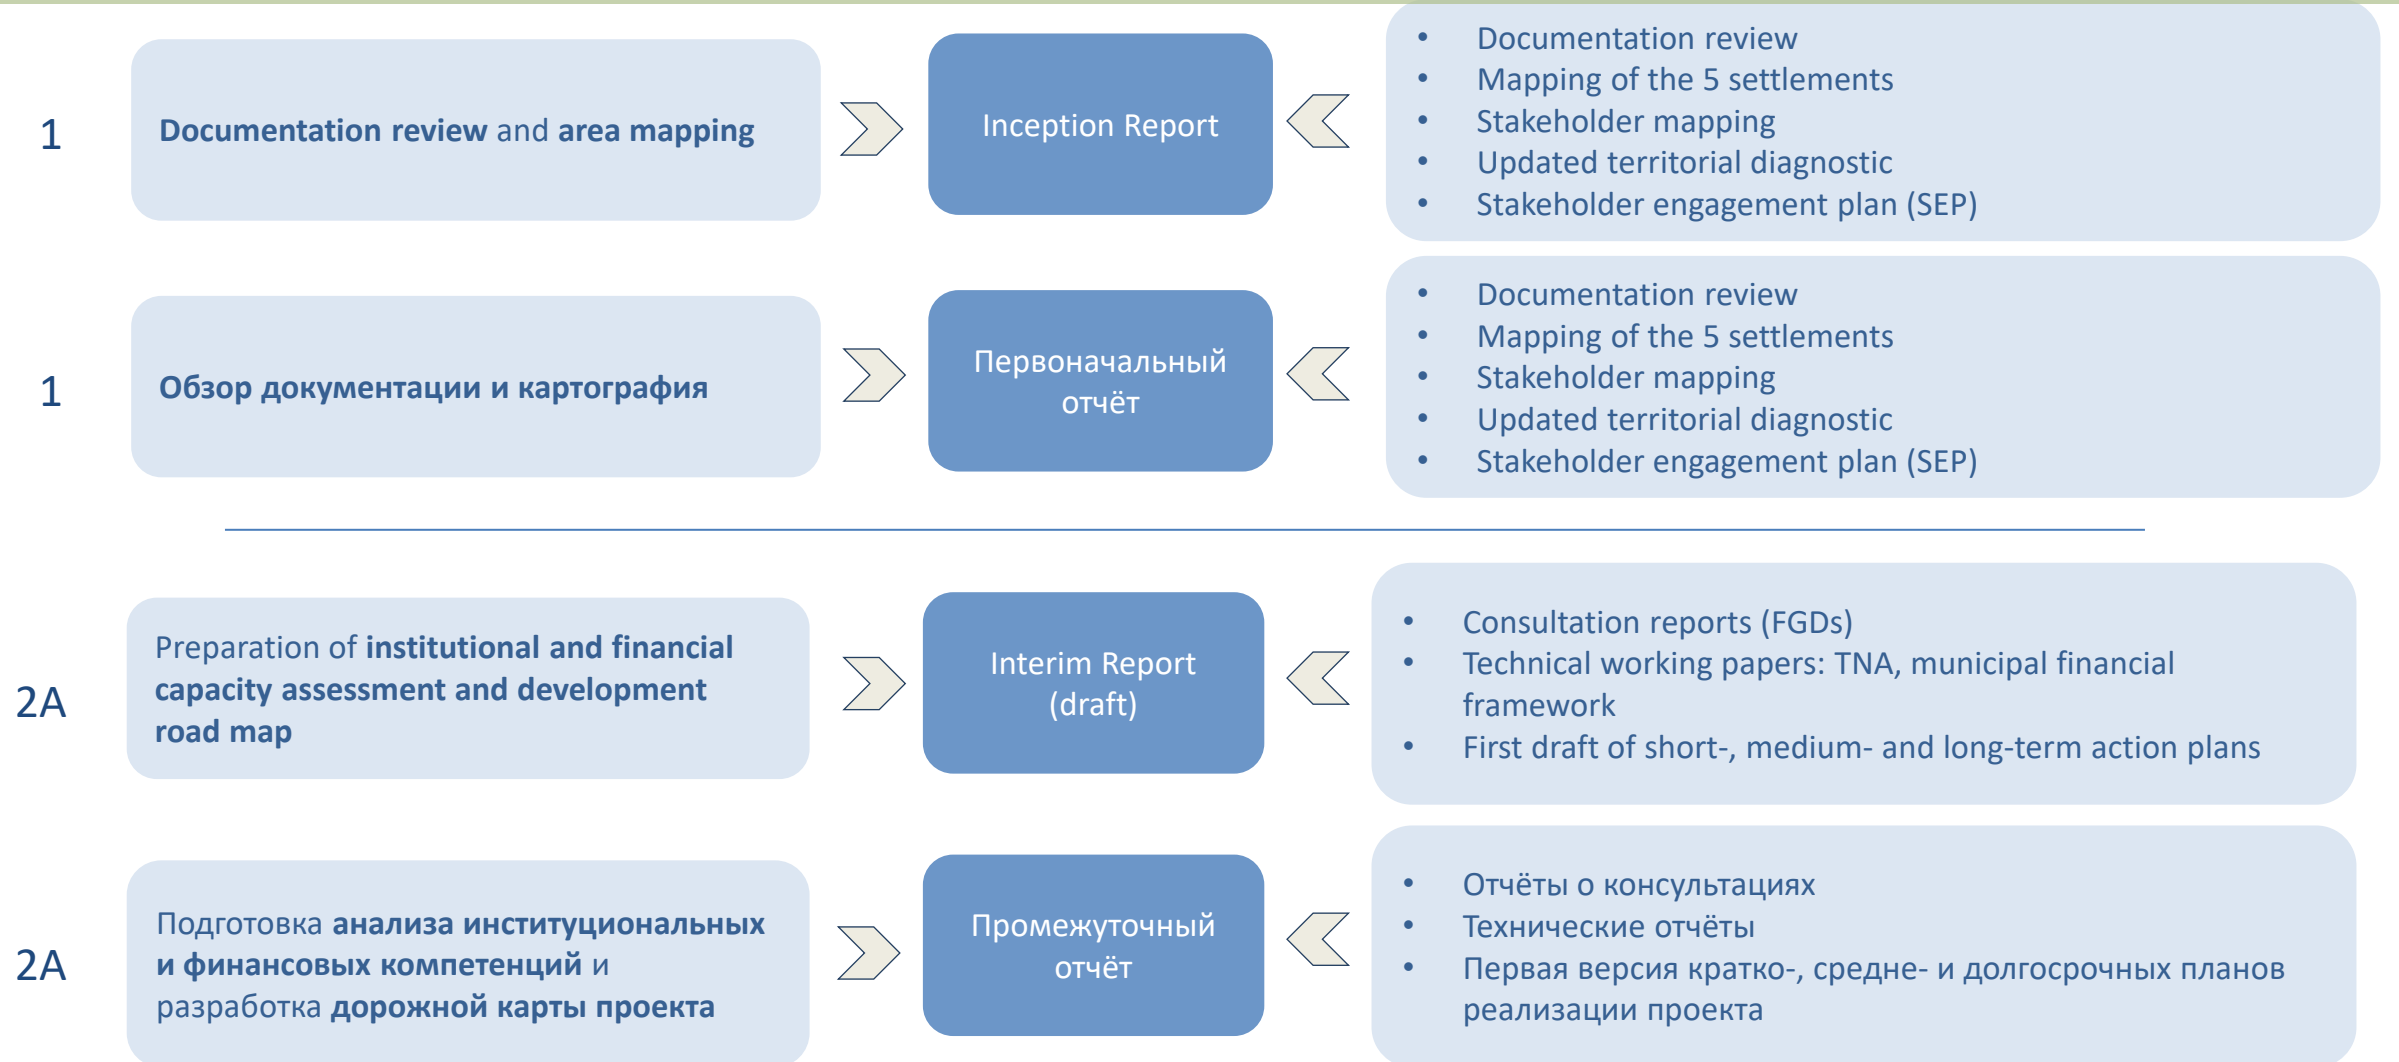 1
Documentation review and area mapping
Inception Report
• Documentation review
• Mapping of the 5 settlements
• Stakeholder mapping
• Updated territorial diagnostic
• Stakeholder engagement plan (SEP)
1
Обзор документации и картография
Первоначальный
отчёт
• Documentation review
• Mapping of the 5 settlements
• Stakeholder mapping
• Updated territorial diagnostic
• Stakeholder engagement plan (SEP)
2A
Preparation of institutional and financial
capacity assessment and development
road map
Interim Report
(draft)
• Consultation reports (FGDs)
• Technical working papers: TNA, municipal financial
framework
• First draft of short-, medium- and long-term action plans
2A
Подготовка анализа институциональных
и финансовых компетенций и
разработка дорожной карты проекта
Промежуточный
отчёт
• Отчёты о консультациях
• Технические отчёты
• Первая версия кратко-, средне- и долгосрочных планов
реализации проекта